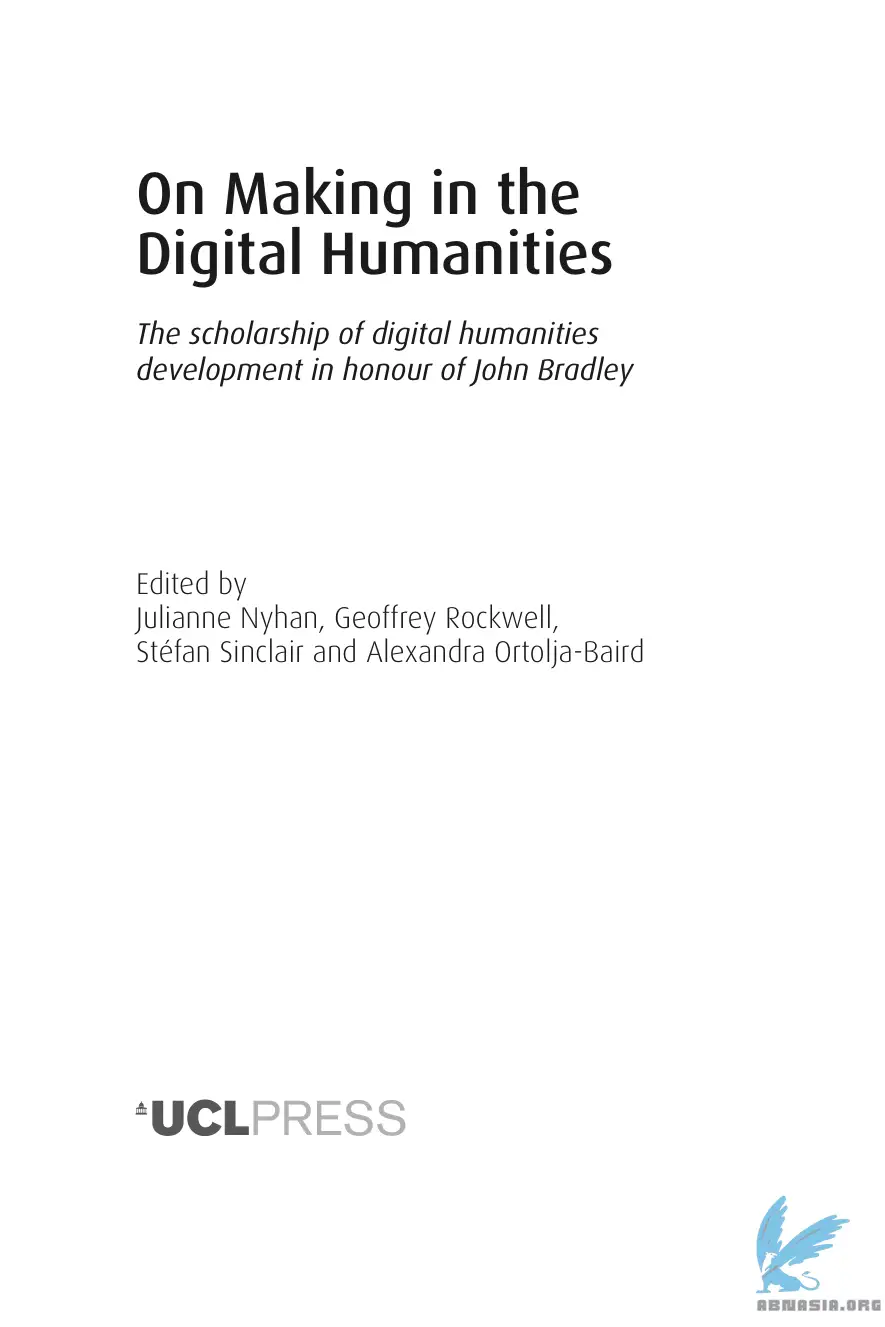 On Making in the
Digital Humanities
The scholarship of digital humanities
development in honour of John Bradley
Edited by
Julianne Nyhan, Geoffrey Rockwell,
Stéfan Sinclair and Alexandra Ortolja-Baird
UCLPRESS
ABNASIA.ORG